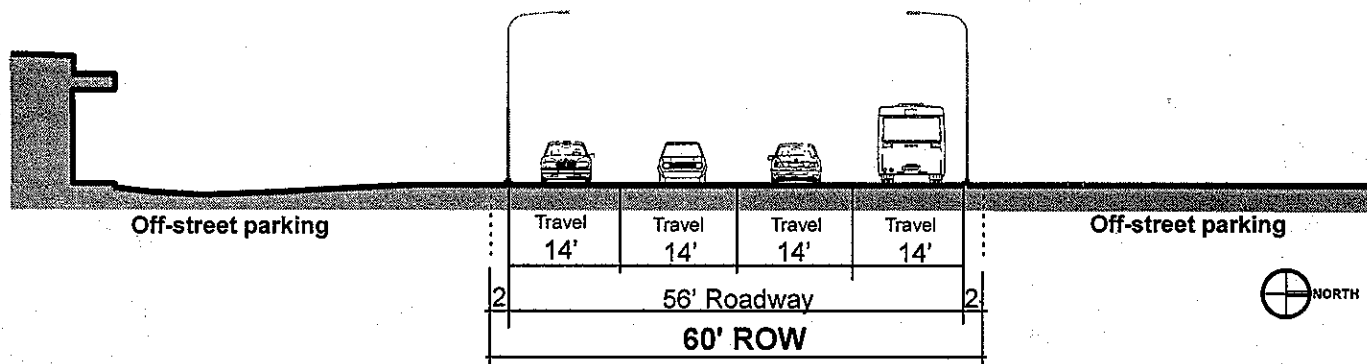 Off-street parking
Travel
14'
Travel
14'
Travel
14'
Travel
14'
Off-street parking
2
56' Roadway
2
NORTH
60' ROW